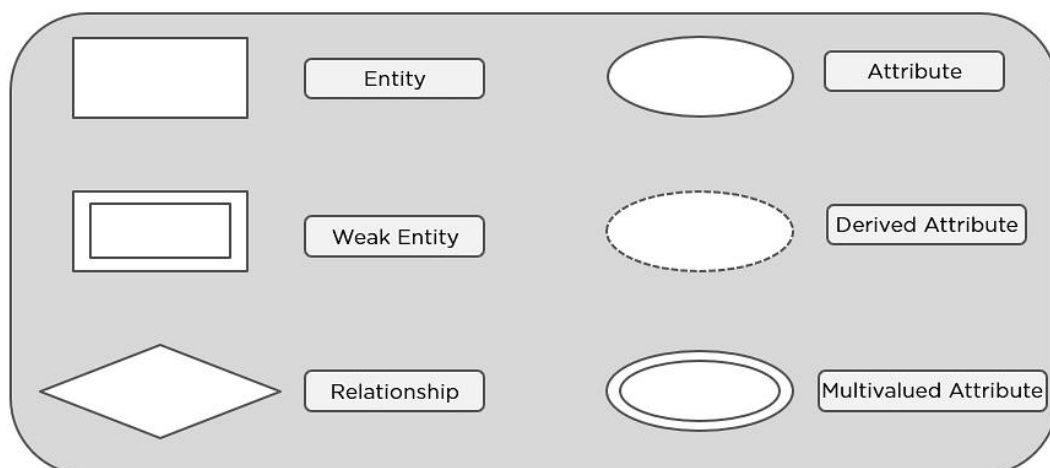 Entity
Attribute
Weak Entity
Derived Attribute
Relationship
Multivalued Attribute